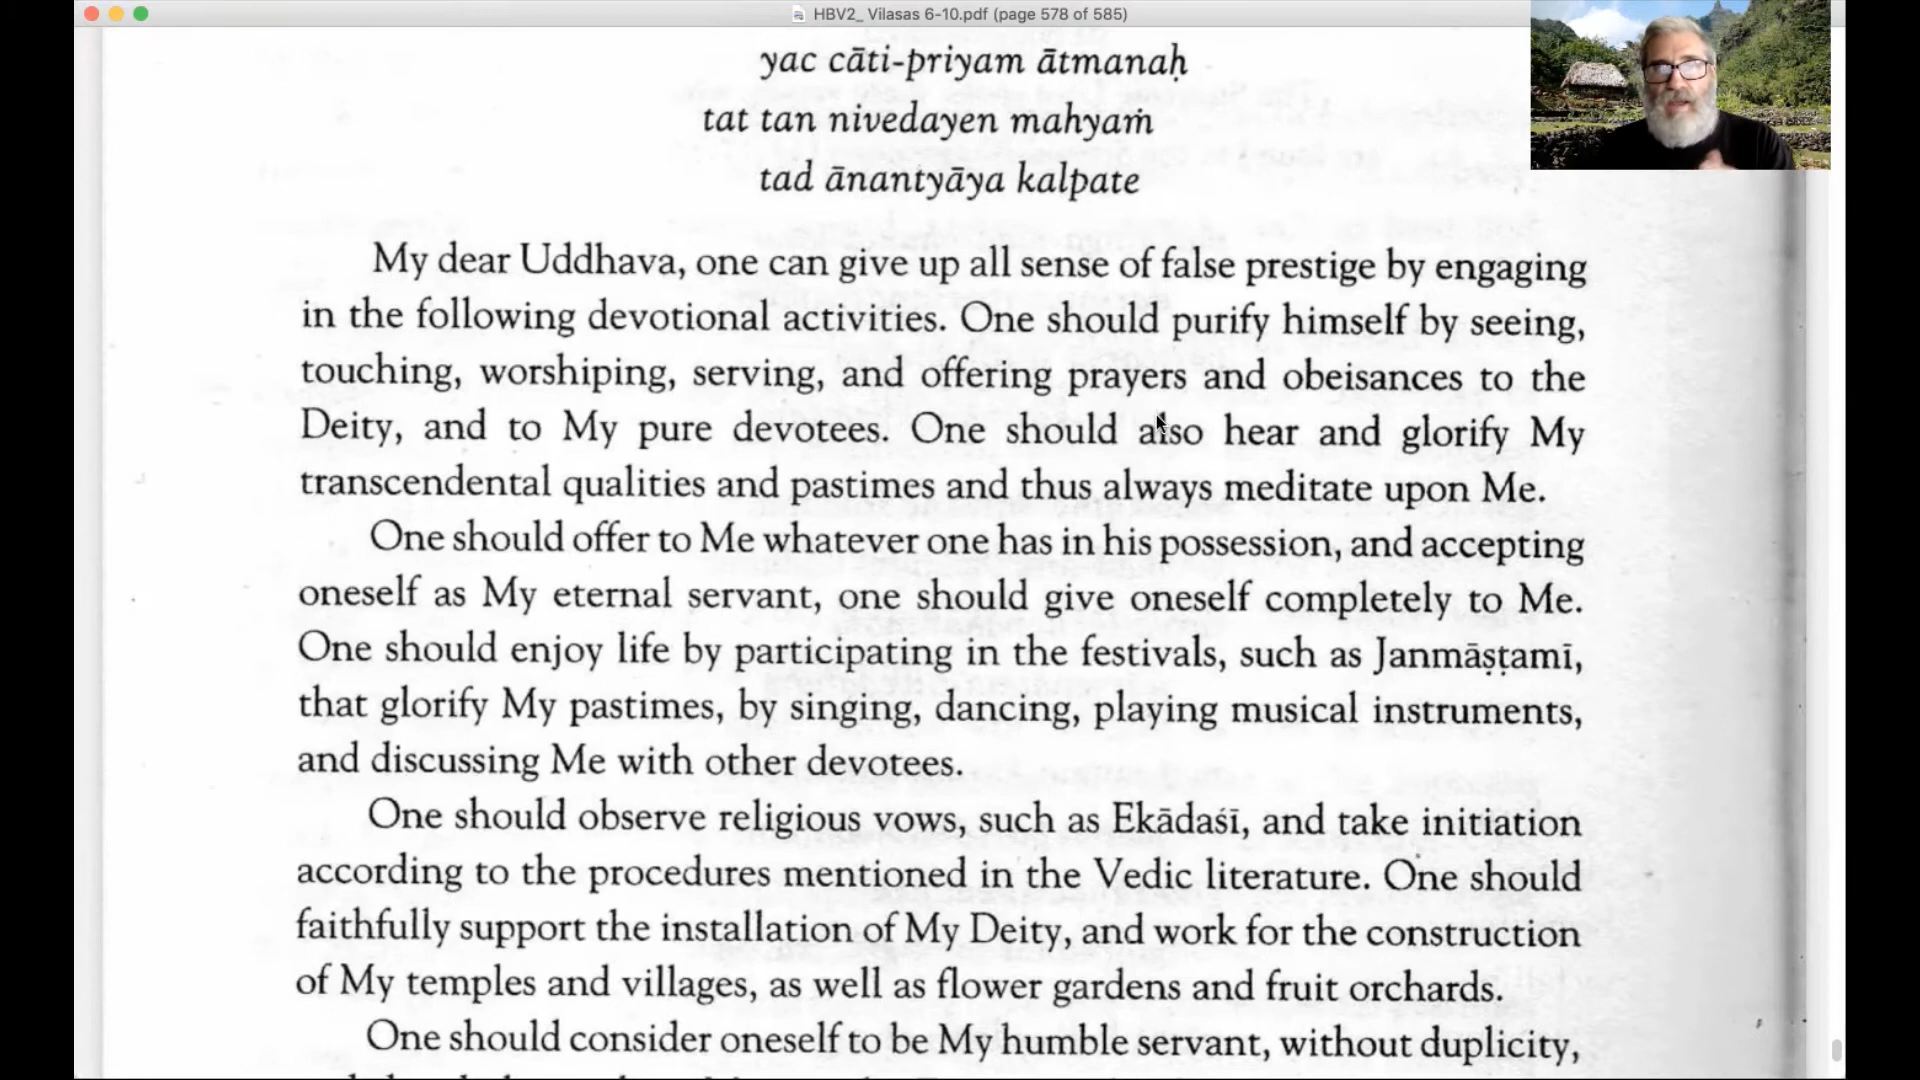 HBV2_ Vilasas 6-10.pdf (page 578 of 585)
yac cāti-priyam ātmanaḥ
tat tan nivedayen mahyaṁ
tad ānantyāya kalpate
My dear Uddhava, one can give up all sense of false prestige by engaging
in the following devotional activities. One should purify himself by seeing,
touching, worshiping, serving, and offering prayers and obeisances to the
Deity, and to My pure devotees. One should also hear and glorify My
transcendental qualities and pastimes and thus always meditate upon Me.
One should offer to Me whatever one has in his possession, and accepting
oneself as My eternal servant, one should give oneself completely to Me.
One should enjoy life by participating in the festivals, such as Janmāṣṭamī,
that glorify My pastimes, by singing, dancing, playing musical instruments,
and discussing Me with other devotees.
One should observe religious vows, such as Ekādaśī, and take initiation
according to the procedures mentioned in the Vedic literature. One should
faithfully support the installation of My Deity, and work for the construction
of My temples and villages, as well as flower gardens and fruit orchards.
One should consider oneself to be My humble servant, without duplicity,